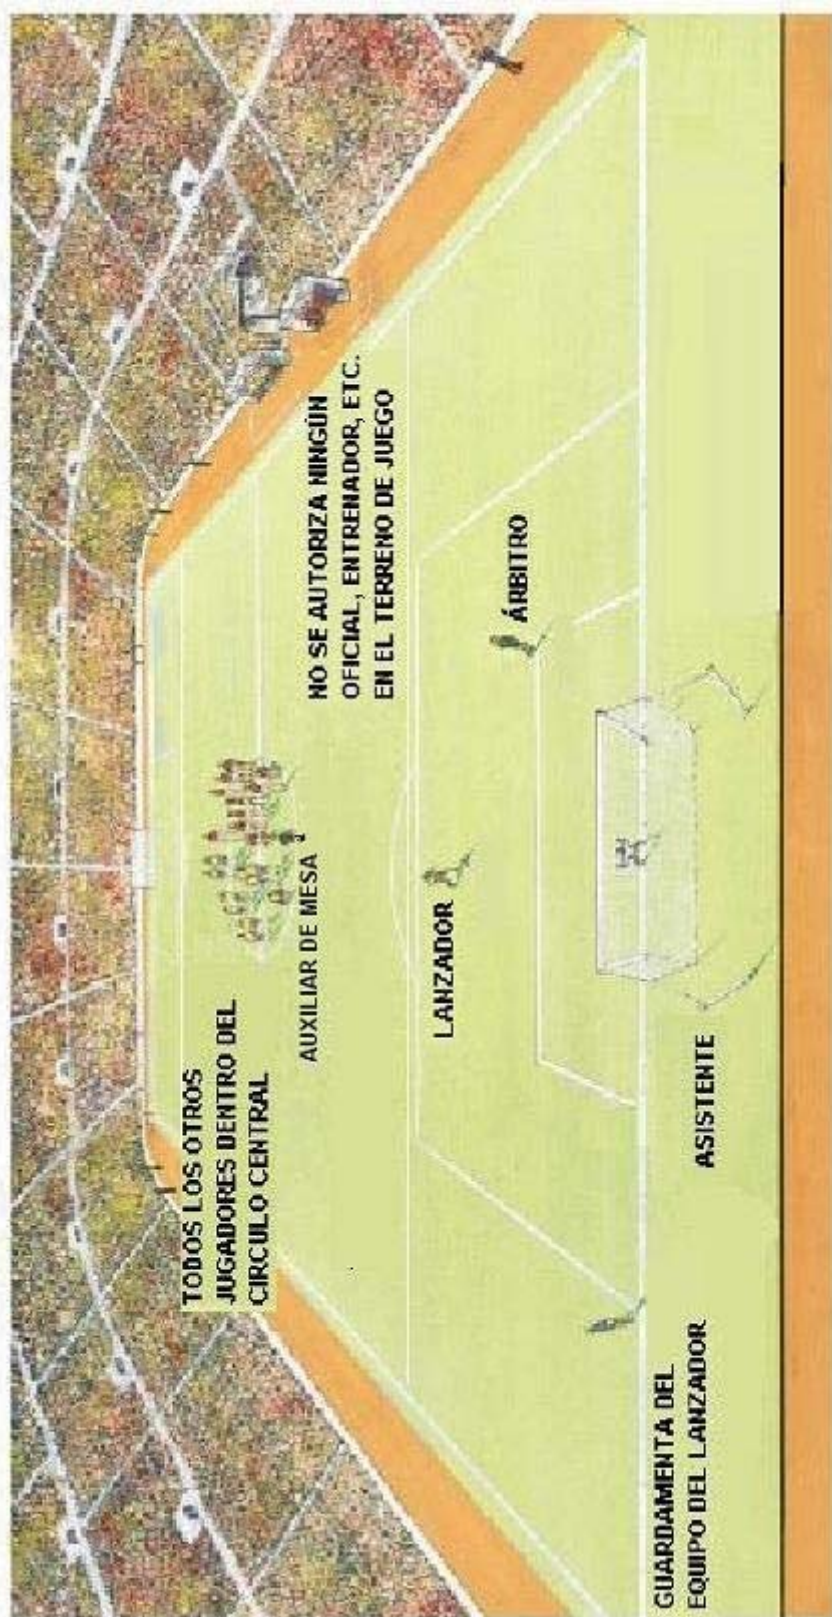 TODOS LOS OTROS
JUGADORES DENTRO DEL
CIRCULO CENTRAL
AUXILIAR DE MESA
NO SE AUTORIZA NINGÚN
OFICIAL, ENTRENADOR, ETC.
EN EL TERRENO DE JUEGO
LANZADOR
ÁRBITRO
ASISTENTE
GUARDAMENTA DEL
EQUIPO DEL LANZADOR